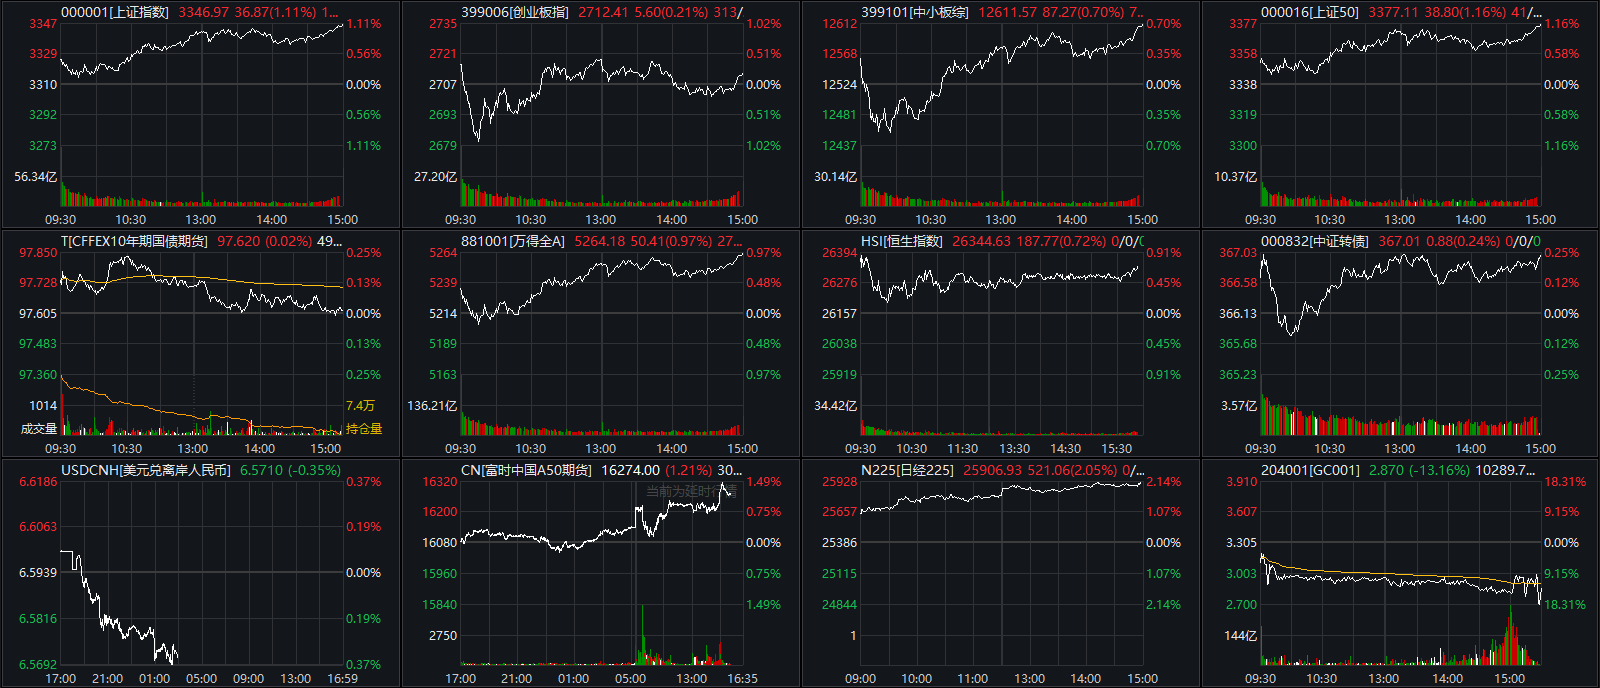 000001[上证指数] 3346.97 36.87(1.11%) 1...
3347 1.11%
3329 0.56%
3310 0.00%
3292 0.56%
3273 1.11%
56.34亿
09:30 10:30 13:00 14:00 15:00
399006[创业板指] 2712.41 5.60(0.21%) 313/
2735 1.02%
2721 0.51%
2707 0.00%
2693 0.51%
2679 1.02%
27.20亿
09:30 10:30 13:00 14:00 15:00
399101[中小板综] 12611.57 87.27(0.70%) 7..
12612 0.70%
12568 0.35%
12524 0.00%
12481 0.35%
12437 0.70%
30.14亿
09:30 10:30 13:00 14:00 15:00
000016[上证50] 3377.11 38.80(1.16%) 41/...
3377 1.16%
3358 0.58%
3338 0.00%
3319 0.58%
3300 1.16%
10.37亿
09:30 10:30 13:00 14:00 15:00
T[CFFEX10年期国债期货] 97.620 (0.02%) 49...
97.850 0.25%
97.728 0.13%
97.605 0.00%
97.483 0.13%
97.360 0.25%
1014 7.4万
成交量 持仓量
09:30 10:30 13:00 14:00 15:00
881001[万得全A] 5264.18 50.41(0.97%) 27...
5264 0.97%
5239 0.48%
5214 0.00%
5189 0.48%
5163 0.97%
136.21亿
09:30 10:30 13:00 14:00 15:00
HSI[恒生指数] 26344.63 187.77(0.72%) 0/0/0
26394 0.91%
26276 0.45%
26157 0.00%
26038 0.45%
25919 0.91%
34.42亿
09:30 10:30 11:30 13:30 14:30 15:30
000832[中证转债] 367.01 0.88(0.24%) 0/0/0
367.03 0.25%
366.58 0.12%
366.13 0.00%
365.68 0.12%
365.23 0.25%
3.57亿
09:30 10:30 13:00 14:00 15:00
USDCNH[美元兑离岸人民币] 6.5710 (-0.35%)
6.6186 0.37%
6.6063 0.19%
6.5939 0.00%
6.5816 0.19%
6.5692 0.37%
17:00 21:00 01:00 05:00 09:00 13:00 16:59
CN[富时中国A50期货] 16274.00 (1.21%) 30...
当前为延时行情
16320 1.49%
16200 0.75%
16080 0.00%
15960 0.75%
15840 1.49%
2750
17:00 21:00 01:00 05:00 13:00 16:35
N225[日经225] 25906.93 521.06(2.05%) 0/...
25928 2.14%
25657 1.07%
25386 0.00%
25115 1.07%
24844 2.14%
1
09:00 10:00 11:00 13:00 14:00 15:00
204001[GC001] 2.870 (-13.16%) 10289.7...
3.910 18.31%
3.607 9.15%
3.305 0.00%
3.003 9.15%
2.700 18.31%
144亿
09:30 10:30 13:00 14:00 15:00